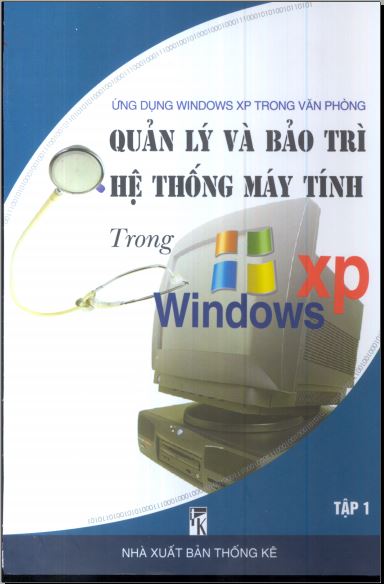 ỨNG DỤNG WINDOWS XP TRONG VĂN PHÒNG
QUẢN LÝ VÀ BẢO TRÌ
HỆ THỐNG MÁY TÍNH
Trong
Windows xp
TẬP 1
TK
NHÀ XUẤT BẢN THỐNG KÊ